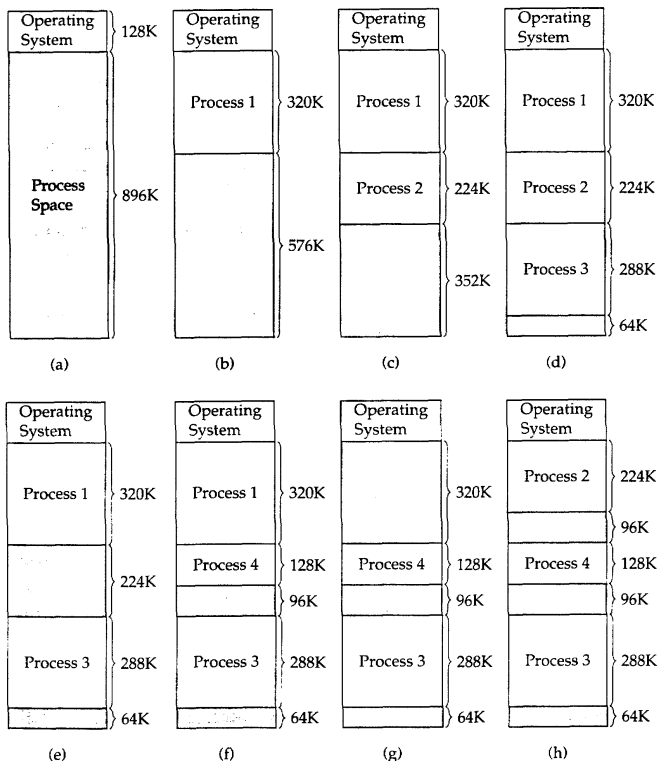 Operating
System
128K
Process
Space
896K
(a)
Operating
System
Process 1
320K
576K
(b)
Operating
System
Process 1
320K
Process 2
224K
352K
(c)
Operating
System
Process 1
320K
Process 2
224K
Process 3
288K
64K
(d)
Operating
System
Process 1
320K
224K
Process 3
288K
64K
(e)
Operating
System
Process 1
320K
Process 4
128K
96K
Process 3
288K
64K
(f)
Operating
System
320K
Process 4
128K
96K
Process 3
288K
64K
(g)
Operating
System
Process 2
224K
96K
Process 4
128K
96K
Process 3
288K
64K
(h)